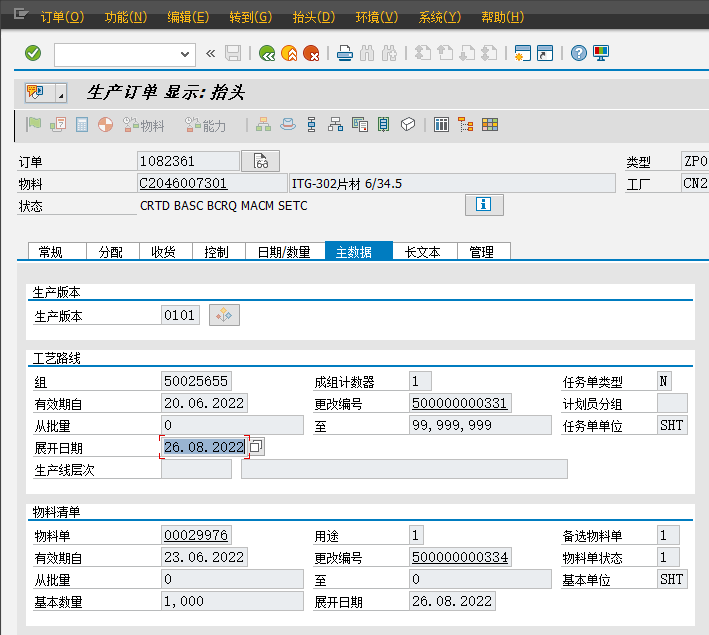 订单(O) 功能(N) 编辑(E) 转到(G) 抬头(D) 环境(V) 系统(Y) 帮助(H)
生产订单 显示: 抬头
物料 能力
订单 1082361 类型 ZP0
物料 C2046007301 ITG-302片材 6/34.5 工厂 CN2
状态 CRTD BASC BCRQ MACM SETC
常规 分配 收货 控制 日期/数量 主数据 长文本 管理
生产版本
生产版本 0101
工艺路线
组 50025655 成组计数器 1 任务单类型 N
有效期自 20.06.2022 更改编号 500000000331 计划员分组
从批量 0 至 99,999,999 任务单单位 SHT
展开日期 26.08.2022
生产线层次
物料清单
物料单 00029976 用途 1 备选物料单 1
有效期自 23.06.2022 更改编号 500000000334 物料单状态 1
从批量 0 至 0 基本单位 SHT
基本数量 1,000 展开日期 26.08.2022